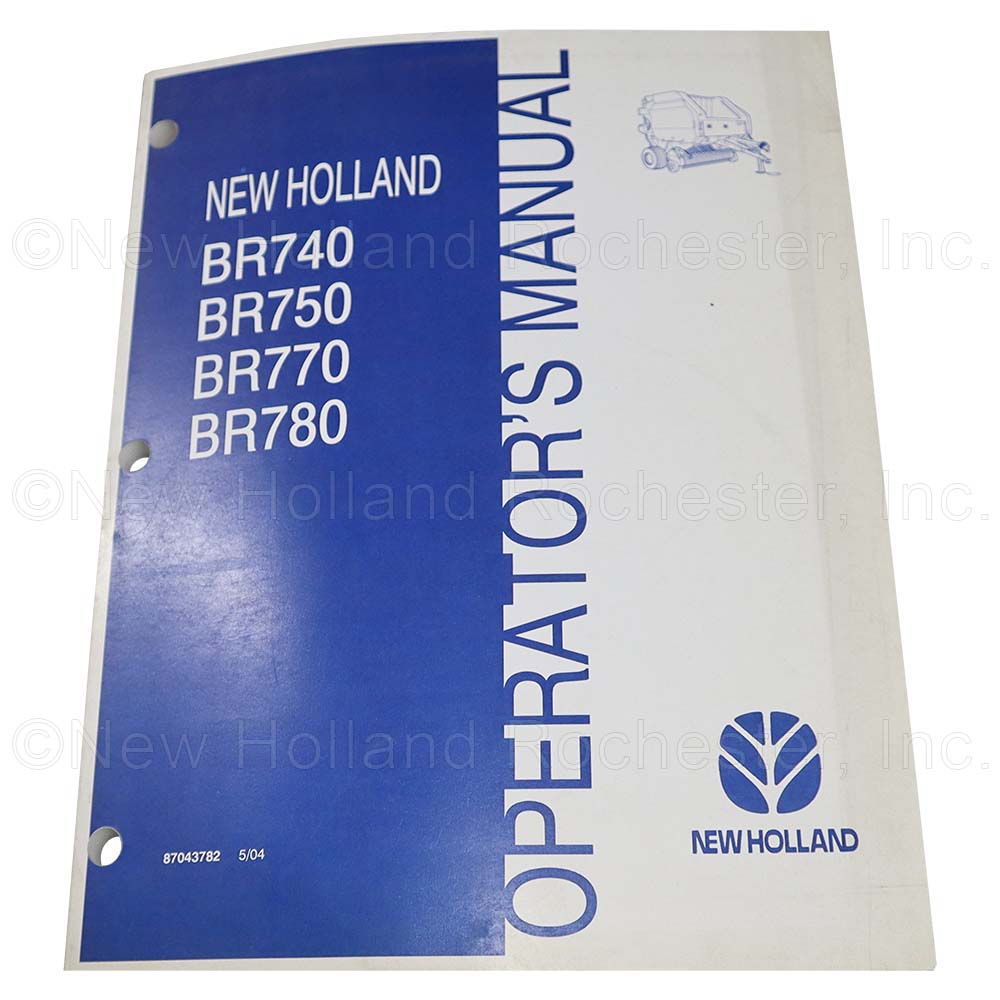 NEW HOLLAND
BR740
BR750
BR770
BR780
87043782 5/04
OPERATOR'S MANUAL
NEW HOLLAND
©New Holland Rochester, Inc.
©New Holland Rochester, Inc.
©New Holland Rochester, Inc.